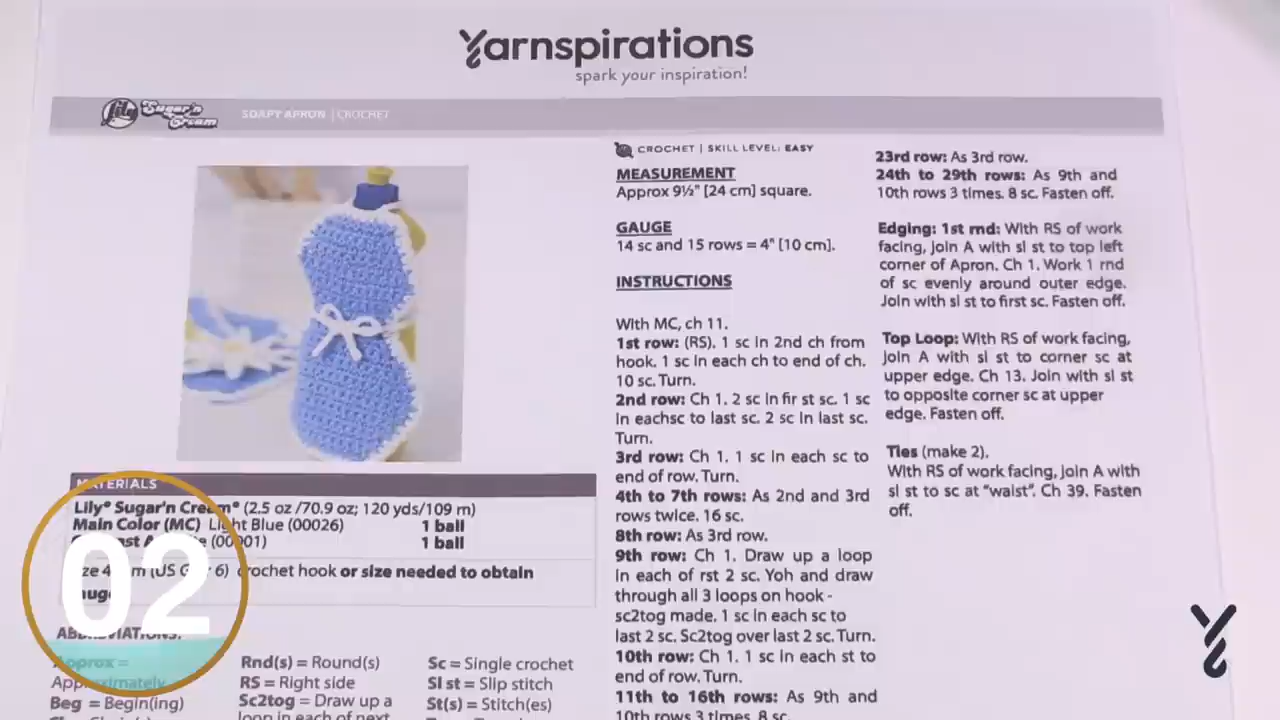 Yarnspirations
spark your inspiration!
Lily Sugar'n Cream SOAPY APRON | CROCHET
MATERIALS
Lily® Sugar'n Cream® (2.5 oz /70.9 oz; 120 yds/109 m)
Main Color (MC) Light Blue (00026) 1 ball
(00001) 1 ball
(US 6) crochet hook or size needed to obtain
02
ABBREVIATIONS:
Approx =
Approximately
Beg = Begin(ing)
Rnd(s) = Round(s)
RS = Right side
Sc2tog = Draw up a
loop in each of next
Sc = Single crochet
Sl st = Slip stitch
St(s) = Stitch(es)
CROCHET | SKILL LEVEL: EASY
MEASUREMENT
Approx 9½" [24 cm] square.
GAUGE
14 sc and 15 rows = 4" [10 cm].
INSTRUCTIONS
With MC, ch 11.
1st row: (RS). 1 sc in 2nd ch from
hook. 1 sc in each ch to end of ch.
10 sc. Turn.
2nd row: Ch 1. 2 sc in fir st sc. 1 sc
in eachsc to last sc. 2 sc in last sc.
Turn.
3rd row: Ch 1. 1 sc in each sc to
end of row. Turn.
4th to 7th rows: As 2nd and 3rd
rows twice. 16 sc.
8th row: As 3rd row.
9th row: Ch 1. Draw up a loop
in each of rst 2 sc. Yoh and draw
through all 3 loops on hook -
sc2tog made. 1 sc in each sc to
last 2 sc. Sc2tog over last 2 sc. Turn.
10th row: Ch 1. 1 sc in each st to
end of row. Turn.
11th to 16th rows: As 9th and
10th rows 3 times. 8 sc.
23rd row: As 3rd row.
24th to 29th rows: As 9th and
10th rows 3 times. 8 sc. Fasten off.
Edging: 1st rnd: With RS of work
facing, join A with sl st to top left
corner of Apron. Ch 1. Work 1 rnd
of sc evenly around outer edge.
Join with sl st to first sc. Fasten off.
Top Loop: With RS of work facing,
join A with sl st to corner sc at
upper edge. Ch 13. Join with sl st
to opposite corner sc at upper
edge. Fasten off.
Ties (make 2).
With RS of work facing, join A with
sl st to sc at "waist". Ch 39. Fasten
off.